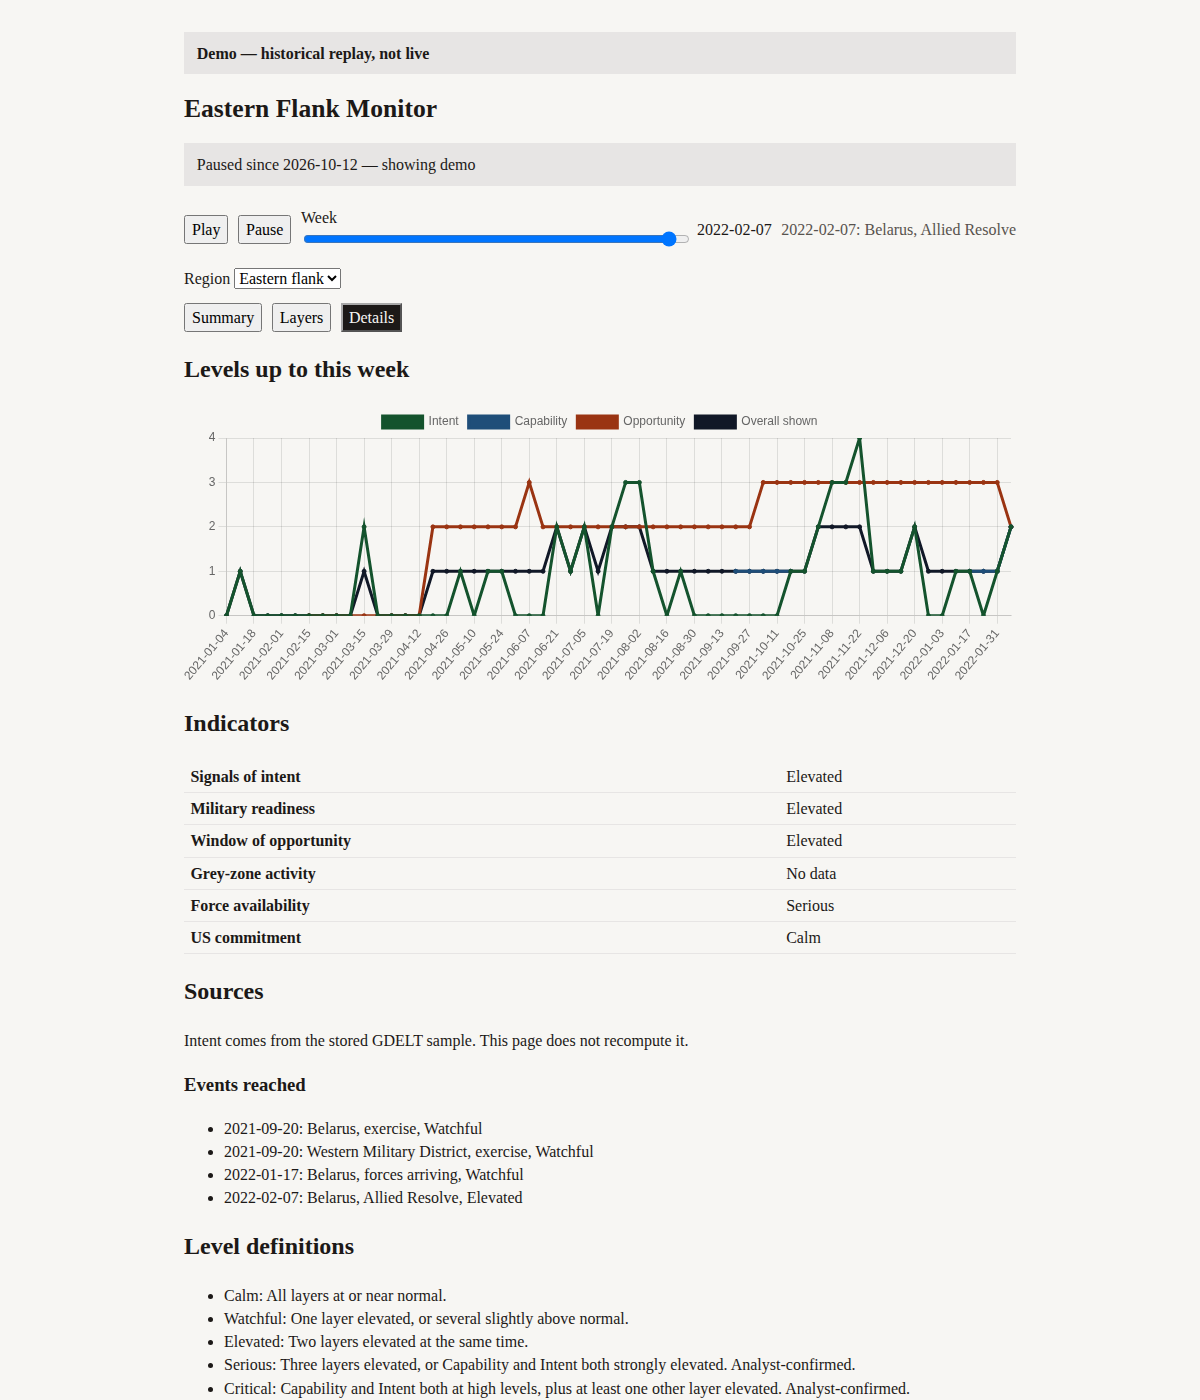 Demo — historical replay, not live
Eastern Flank Monitor
Paused since 2026-10-12 — showing demo
Play
Pause
Week
2022-02-07
2022-02-07: Belarus, Allied Resolve
Region Eastern flank
Summary
Layers
Details
Levels up to this week
Intent
Capability
Opportunity
Overall shown
4
3
2
1
0
2021-01-04
2021-01-18
2021-02-01
2021-02-15
2021-03-01
2021-03-15
2021-03-29
2021-04-12
2021-04-26
2021-05-10
2021-05-24
2021-06-07
2021-06-21
2021-07-05
2021-07-19
2021-08-02
2021-08-16
2021-08-30
2021-09-13
2021-09-27
2021-10-11
2021-10-25
2021-11-08
2021-11-22
2021-12-06
2021-12-20
2022-01-03
2022-01-17
2022-01-31
Indicators
Signals of intent Elevated
Military readiness Elevated
Window of opportunity Elevated
Grey-zone activity No data
Force availability Serious
US commitment Calm
Sources
Intent comes from the stored GDELT sample. This page does not recompute it.
Events reached
2021-09-20: Belarus, exercise, Watchful
2021-09-20: Western Military District, exercise, Watchful
2022-01-17: Belarus, forces arriving, Watchful
2022-02-07: Belarus, Allied Resolve, Elevated
Level definitions
Calm: All layers at or near normal.
Watchful: One layer elevated, or several slightly above normal.
Elevated: Two layers elevated at the same time.
Serious: Three layers elevated, or Capability and Intent both strongly elevated. Analyst-confirmed.
Critical: Capability and Intent both at high levels, plus at least one other layer elevated. Analyst-confirmed.